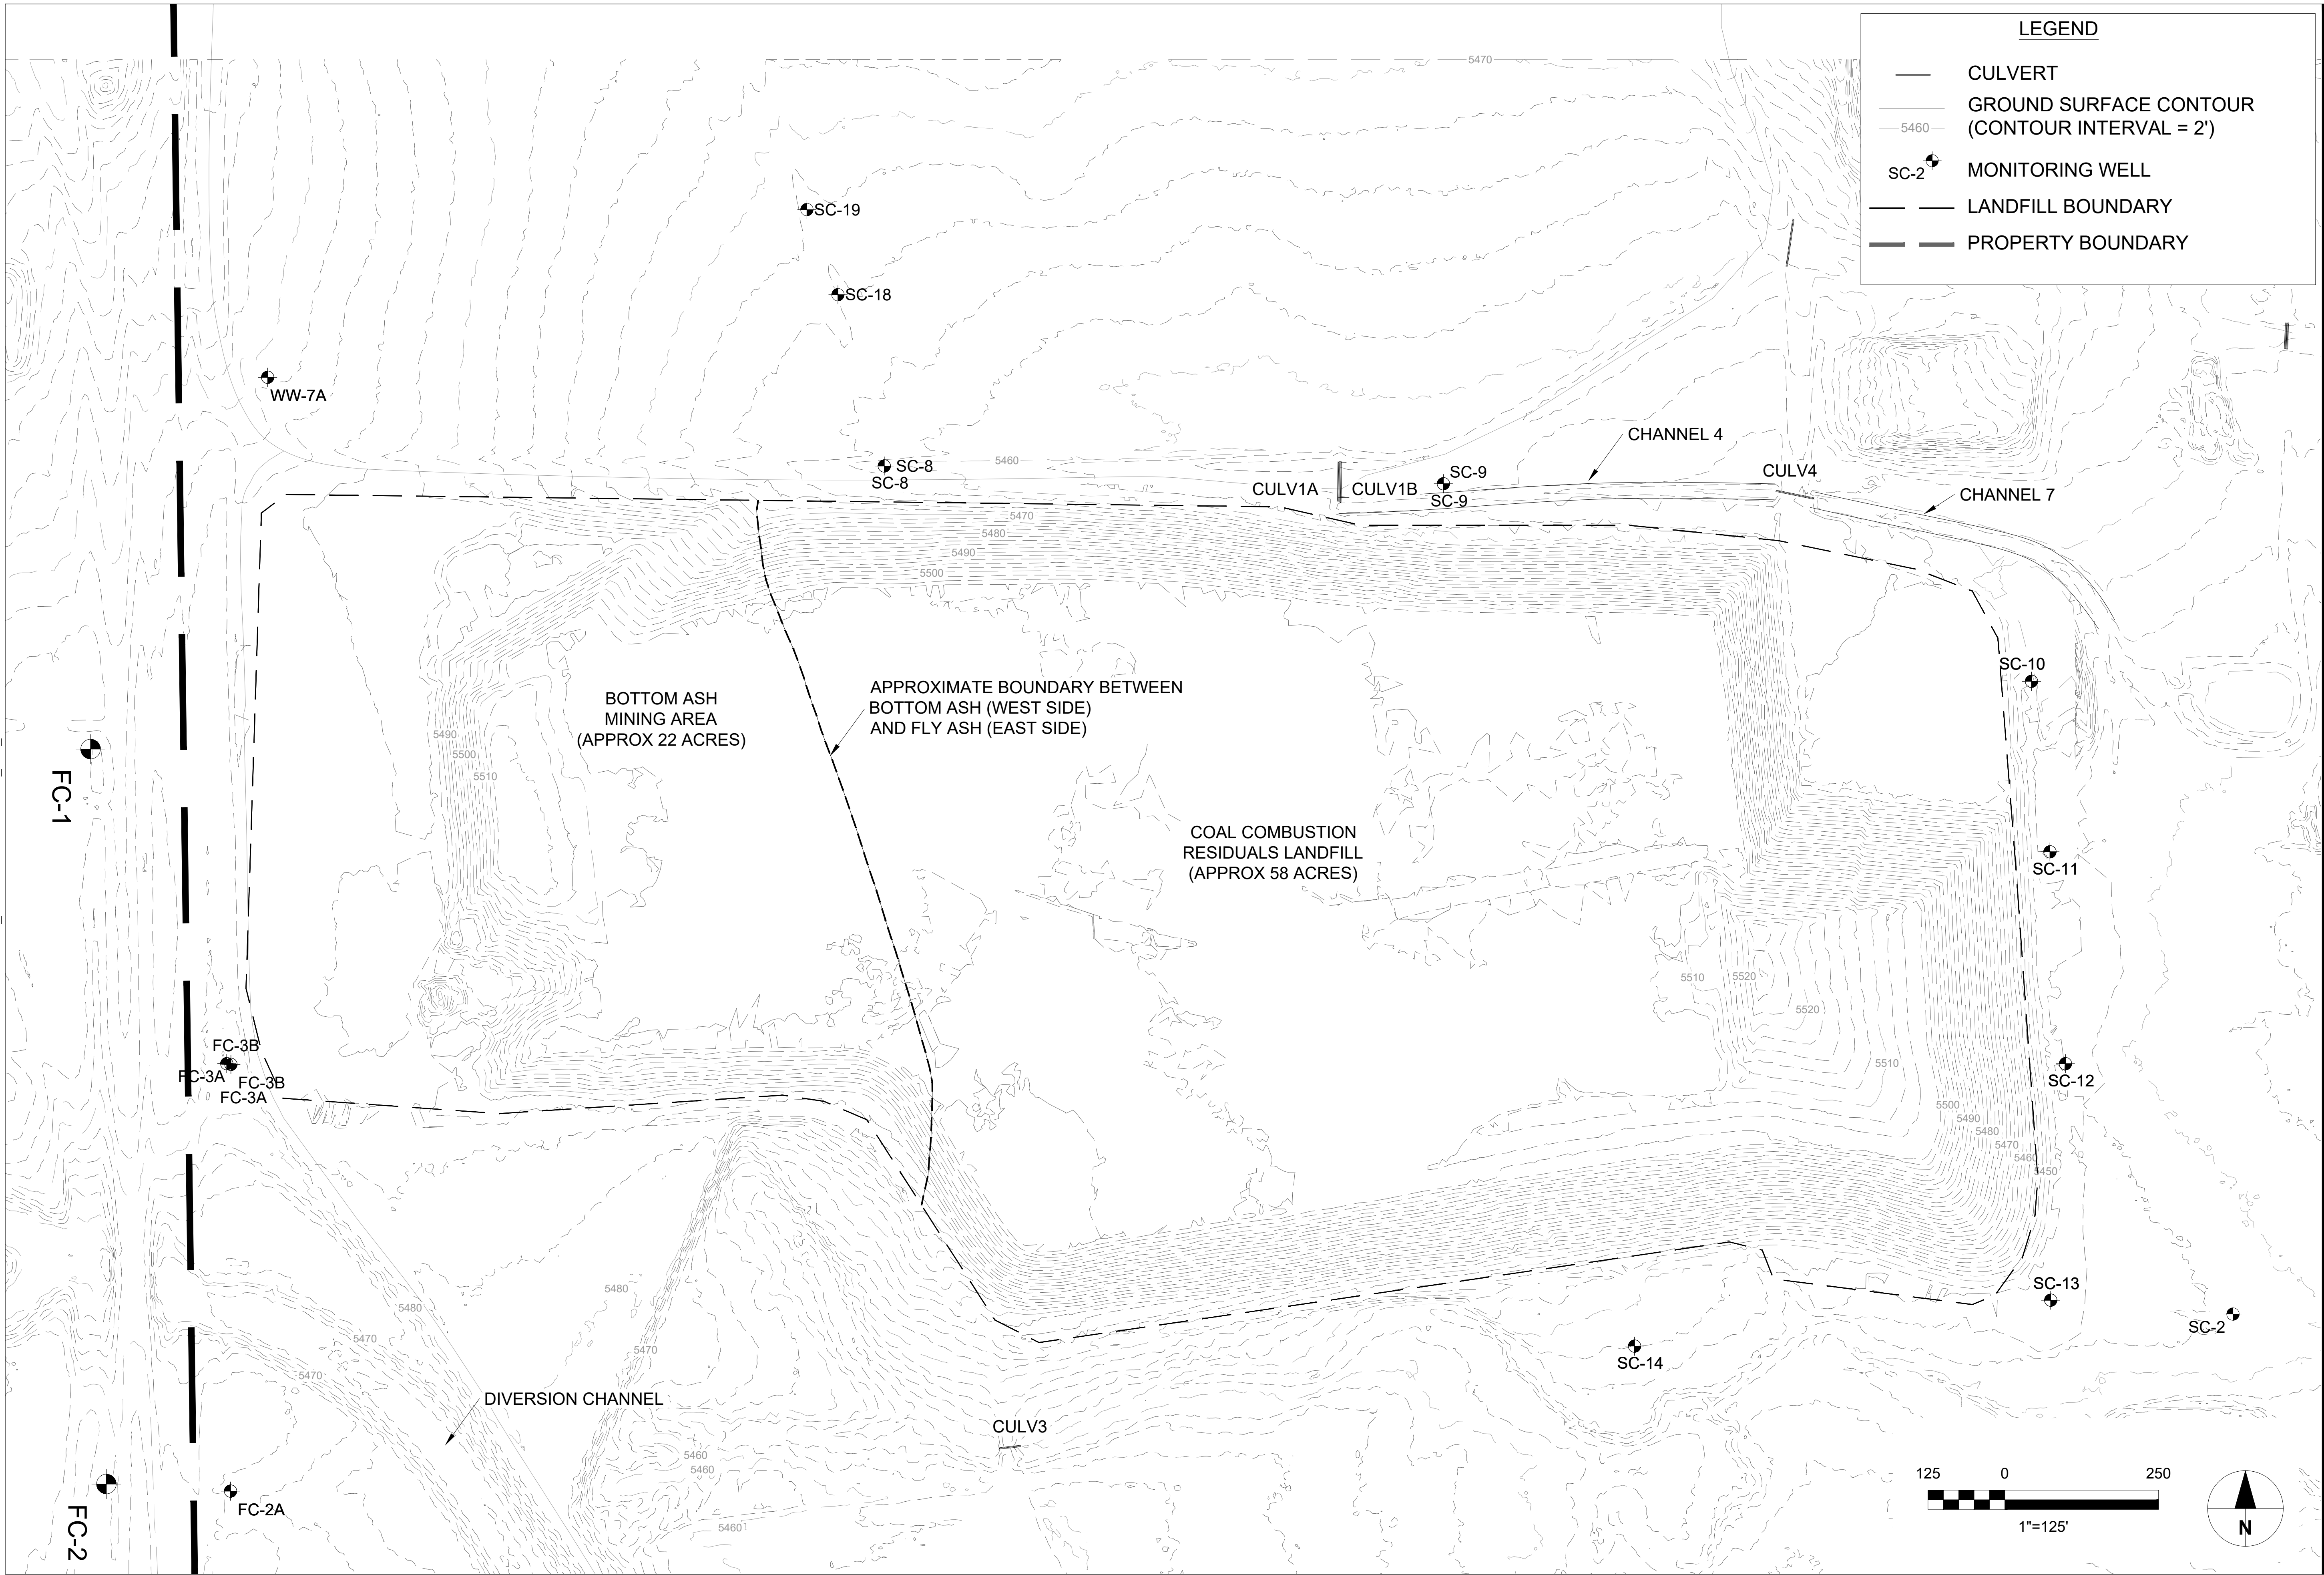 LEGEND
CULVERT
GROUND SURFACE CONTOUR
5460
(CONTOUR INTERVAL = 2')
SC-2
MONITORING WELL
LANDFILL BOUNDARY
PROPERTY BOUNDARY
5470
SC-19
SC-18
WW-7A
CHANNEL 4
SC-8
5460
SC-8
SC-9
CULV4
CULV1A
CULV1B
SC-9
CHANNEL 7
5470
5480
5490
5500
SC-10
APPROXIMATE BOUNDARY BETWEEN
BOTTOM ASH (WEST SIDE)
AND FLY ASH (EAST SIDE)
BOTTOM ASH
MINING AREA
(APPROX 22 ACRES)
5490
5500
5510
FC-1
COAL COMBUSTION
RESIDUALS LANDFILL
(APPROX 58 ACRES)
SC-11
5510
5520
5520
FC-3B
FC-3A
FC-3B
FC-3A
5510
SC-12
5500
5490
5480
5470
5460
5450
5480
5480
5470
5470
5470
SC-13
SC-2
SC-14
DIVERSION CHANNEL
CULV3
5460
5460
5460
FC-2A
FC-2
125
0
250
1"=125'
N